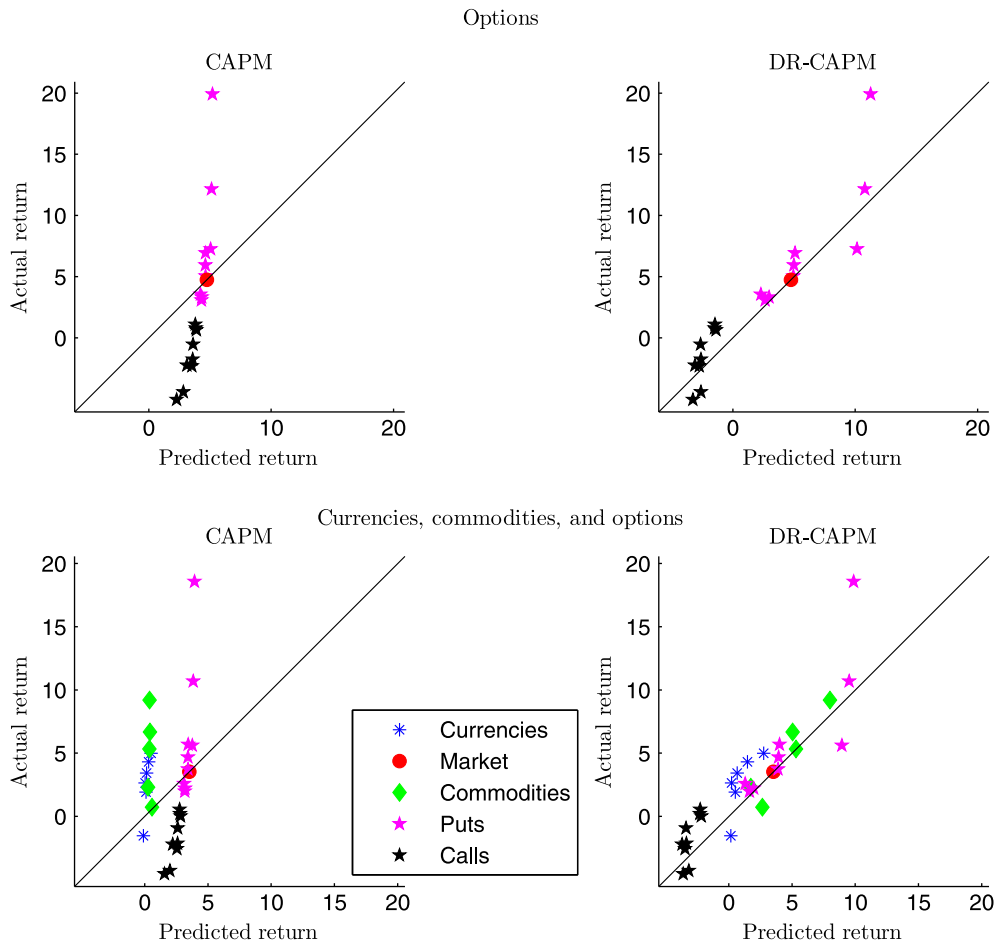 Options
CAPM
DR-CAPM
20
15
10
5
0
Actual return
0
10
20
Predicted return
20
15
10
5
0
Actual return
0
10
20
Predicted return
Currencies, commodities, and options
CAPM
DR-CAPM
20
15
10
5
0
Actual return
0
5
10
15
20
Predicted return
Currencies
Market
Commodities
Puts
Calls
20
15
10
5
0
Actual return
0
5
10
15
20
Predicted return